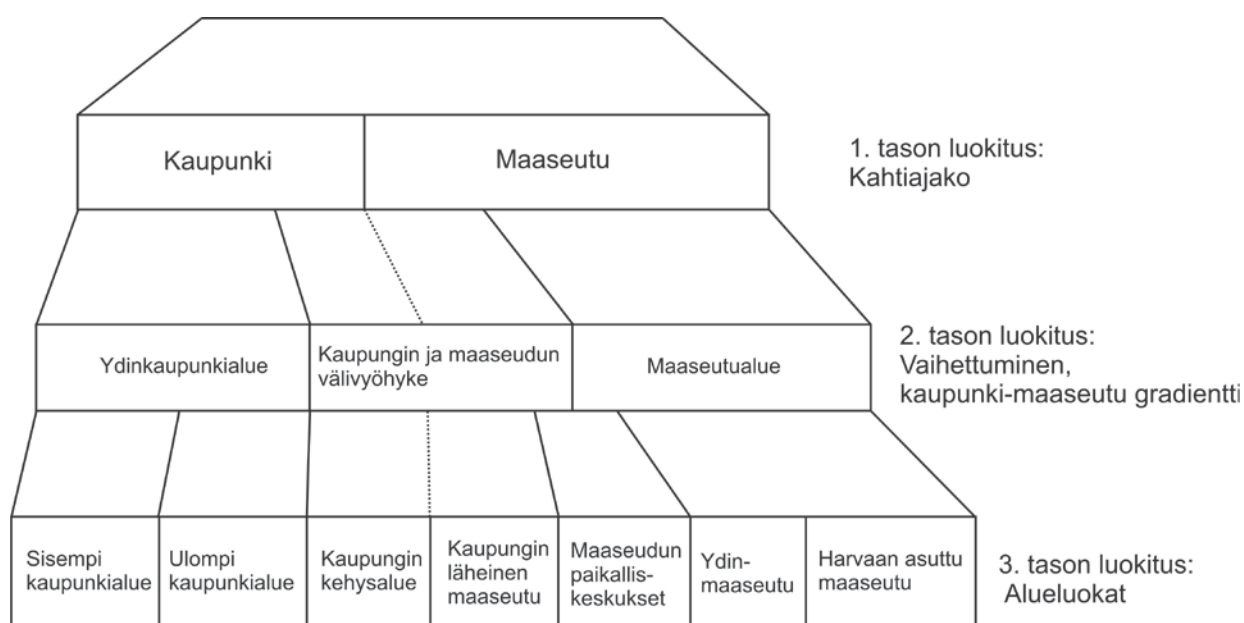 Kaupunki
Maaseutu
1. tason luokitus:
Kahtiajako
Ydinkaupunkialue
Kaupungin ja maaseudun
välivyöhyke
Maaseutualue
2. tason luokitus:
Vaihettuminen,
kaupunki-maaseutu gradientti
Sisempi
kaupunkialue
Ulompi
kaupunkialue
Kaupungin
kehysalue
Kaupungin
läheinen
maaseutu
Maaseudun
paikallis-
keskukset
Ydin-
maaseutu
Harvaan asuttu
maaseutu
3. tason luokitus:
Alueluokat